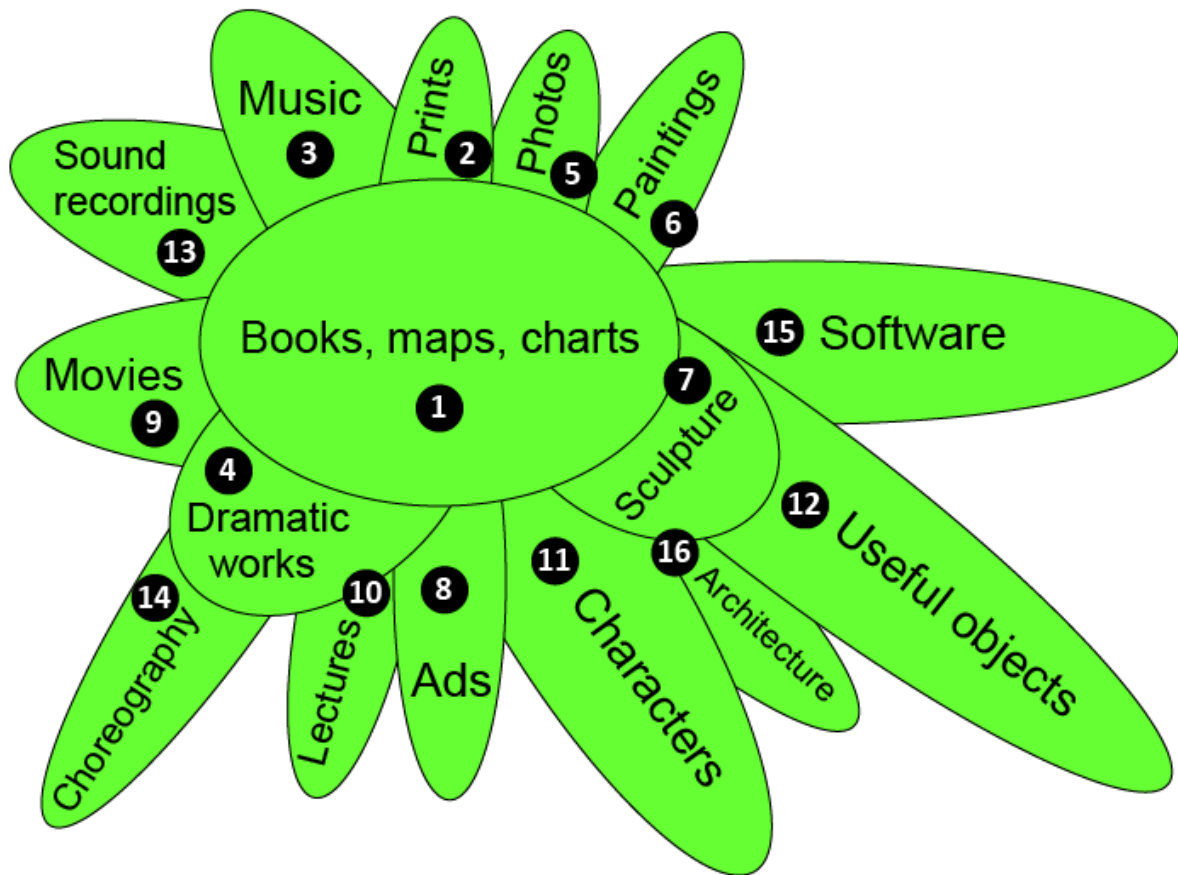 Music
3
Prints
2
Photos
5
Paintings
6
Sound
recordings
13
Books, maps, charts
1
15 Software
7
Sculpture
Movies
9
4
Dramatic
works
12 Useful objects
16 Architecture
11 Characters
14
Choreography
10
Lectures
8
Ads